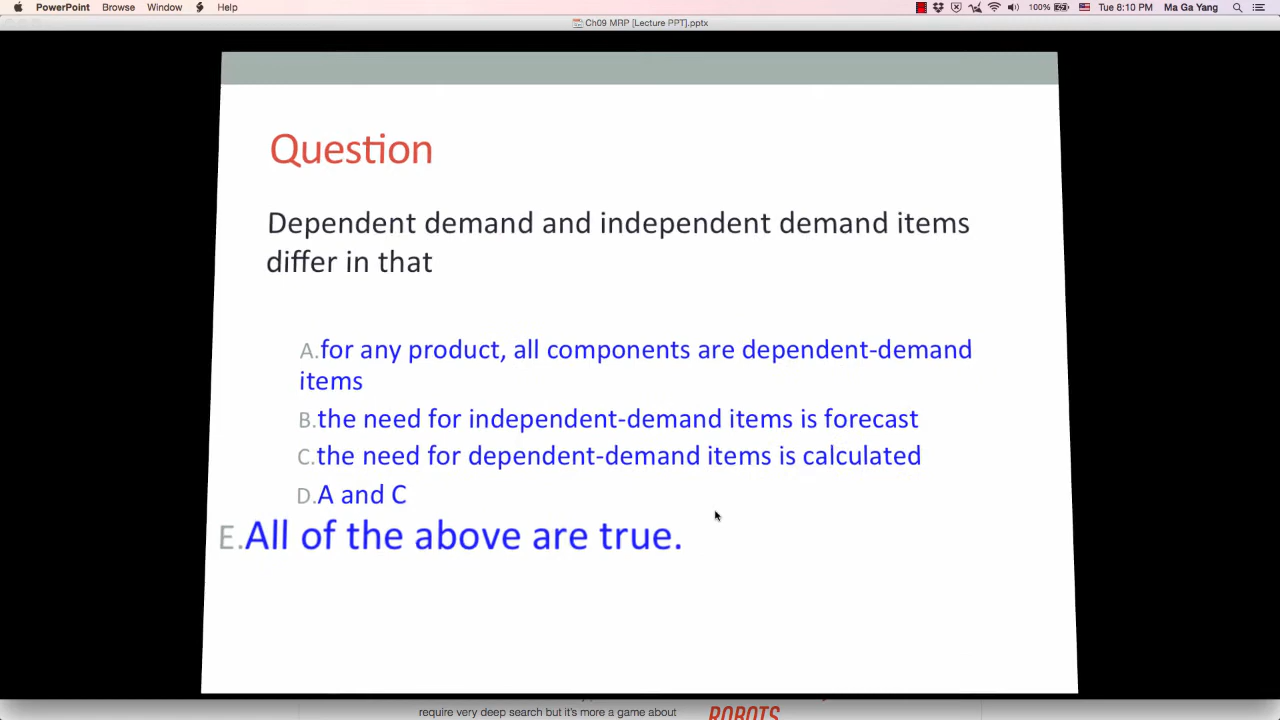 PowerPoint Browse Window Help 100% Tue 8:10 PM Ma Ga Yang
Ch09 MRP [Lecture PPT].pptx
Question
Dependent demand and independent demand items
differ in that
A.for any product, all components are dependent-demand
items
B.the need for independent-demand items is forecast
C.the need for dependent-demand items is calculated
D.A and C
E.All of the above are true.
require very deep search but it's more a game about
ROBOTS